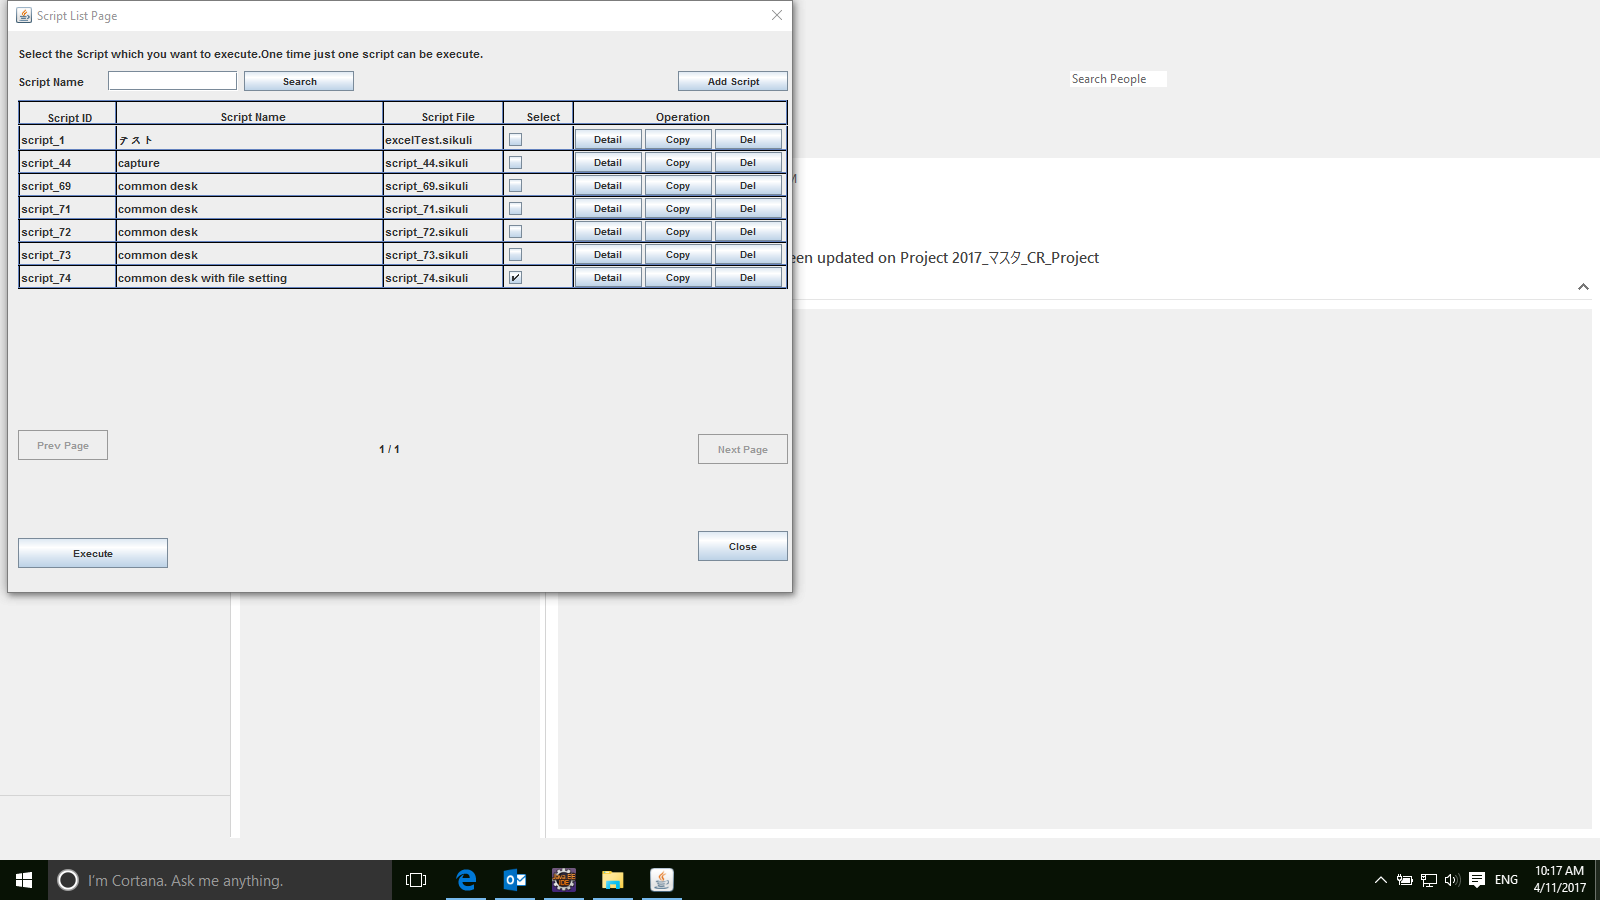 Script List Page
Select the Script which you want to execute.One time just one script can be execute.
Script Name Search Add Script
Search People
Script ID Script Name Script File Select Operation
script_1 テスト excelTest.sikuli Detail Copy Del
script_44 capture script_44.sikuli Detail Copy Del
script_69 common desk script_69.sikuli Detail Copy Del
script_71 common desk script_71.sikuli Detail Copy Del
script_72 common desk script_72.sikuli Detail Copy Del
script_73 common desk script_73.sikuli Detail Copy Del
script_74 common desk with file setting script_74.sikuli Detail Copy Del
een updated on Project 2017_マスタ_CR_Project
Prev Page 1 / 1 Next Page
Execute Close
I'm Cortana. Ask me anything.
ENG
10:17 AM
4/11/2017